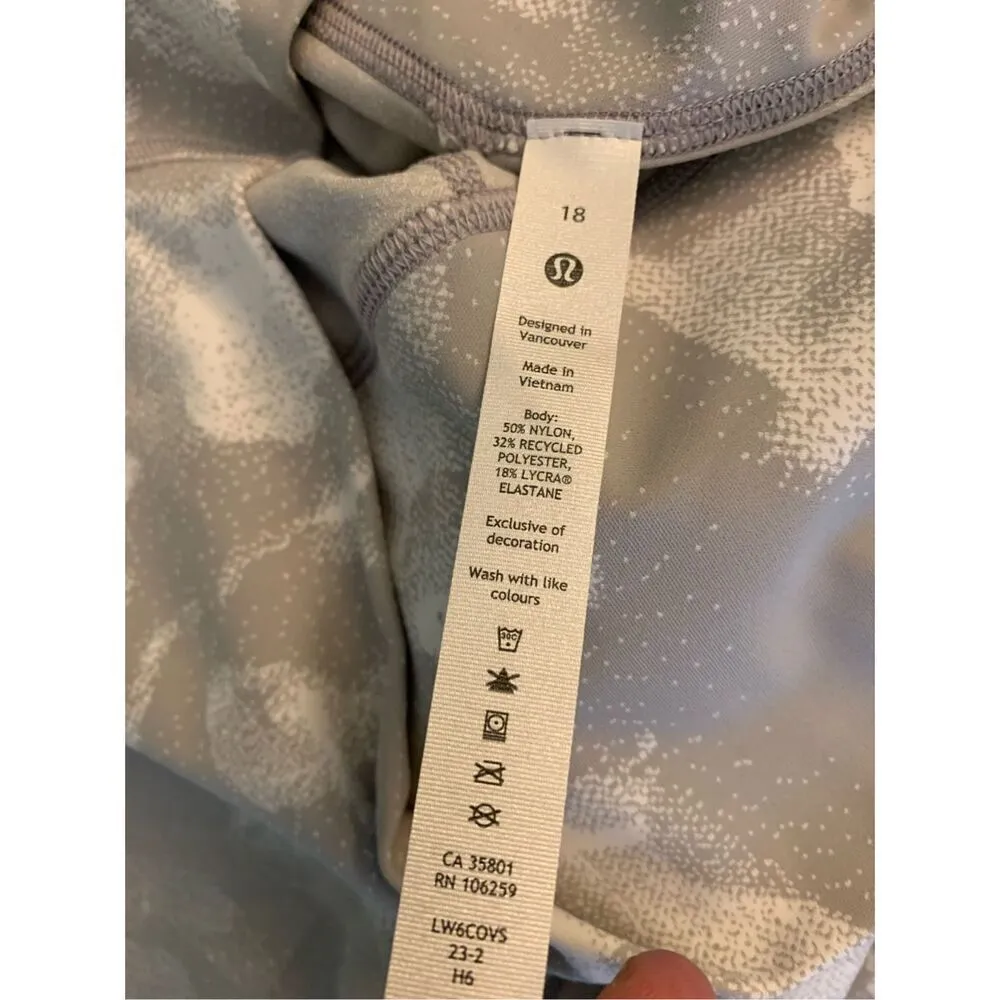 18
Designed in
Vancouver
Made in
Vietnam
Body:
50% NYLON,
32% RECYCLED
POLYESTER,
18% LYCRA®
ELASTANE
Exclusive of
decoration
Wash with like
colours
30C
CA 35801
RN 106259
LW6COVS
23-2
H6